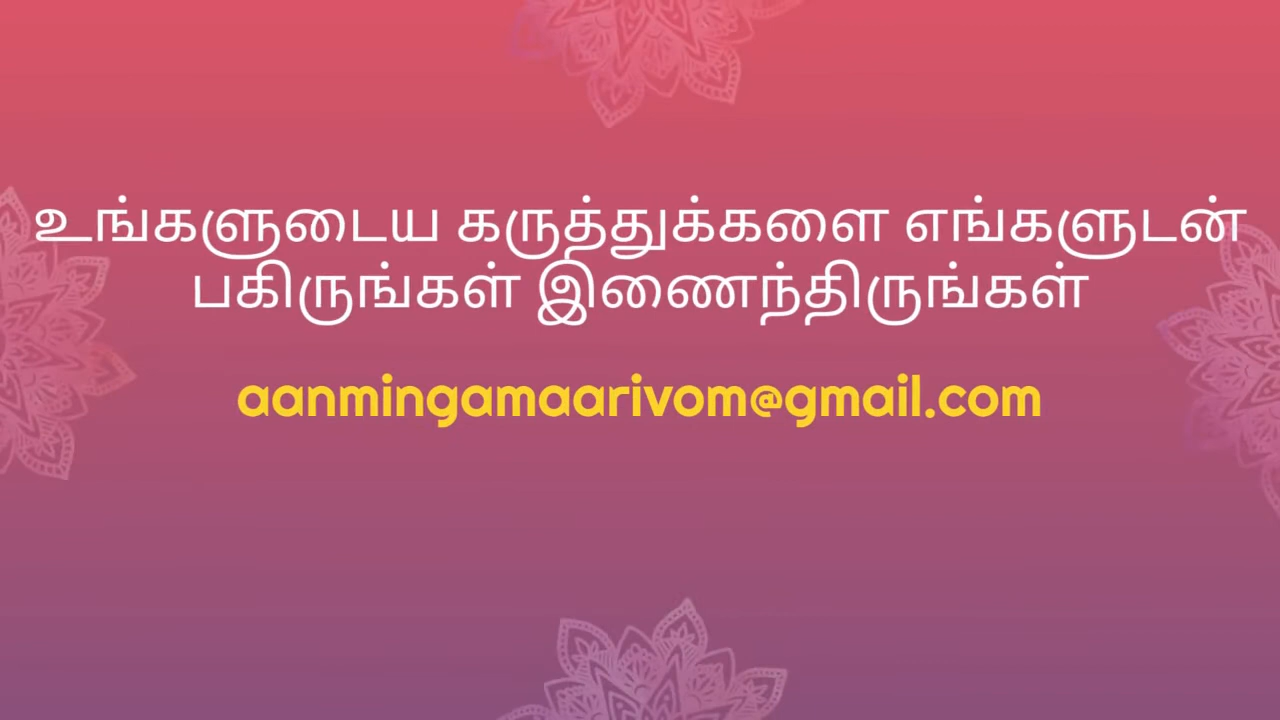 உங்களுடைய கருத்துக்களை எங்களுடன்
பகிருங்கள் இணைந்திருங்கள்
aanmingamaarivom@gmail.com